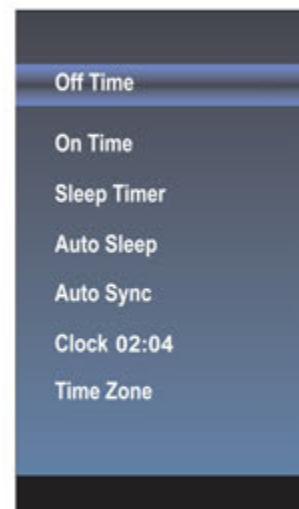 Off Time
On Time
Sleep Timer
Auto Sleep
Auto Sync
Clock 02:04
Time Zone